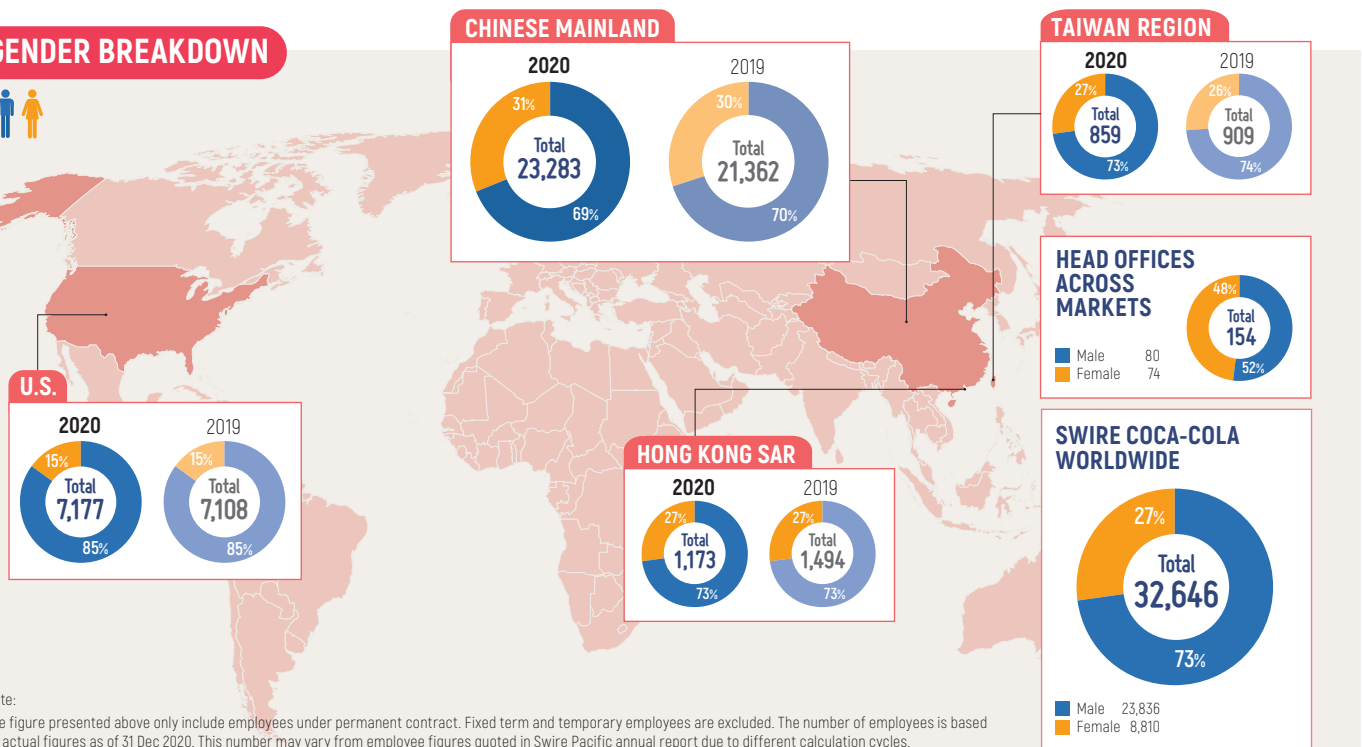 GENDER BREAKDOWN
CHINESE MAINLAND
2020
2019
31%
Total
23,283
69%
30%
Total
21,362
70%
TAIWAN REGION
2020
2019
27%
Total
859
73%
26%
Total
909
74%
HEAD OFFICES
ACROSS
MARKETS
Male 80
Female 74
48%
Total
154
52%
U.S.
2020
2019
15%
Total
7,177
85%
15%
Total
7,108
85%
HONG KONG SAR
2020
2019
27%
Total
1,173
73%
27%
Total
1,494
73%
SWIRE COCA-COLA
WORLDWIDE
27%
Total
32,646
73%
Male 23,836
Female 8,810
te:
e figure presented above only include employees under permanent contract. Fixed term and temporary employees are excluded. The number of employees is based
actual figures as of 31 Dec 2020. This number may vary from employee figures quoted in Swire Pacific annual report due to different calculation cycles.